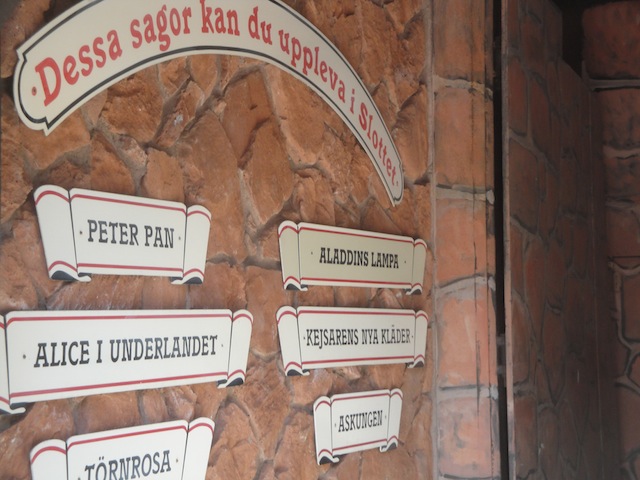 ·Dessa sagor kan du uppleva i Slottet·
·PETER PAN·
·ALICE I UNDERLANDET·
·TÖRNROSA·
·ALADDINS LAMPA·
·KEJSARENS NYA KLÄDER·
·ASKUNGEN·